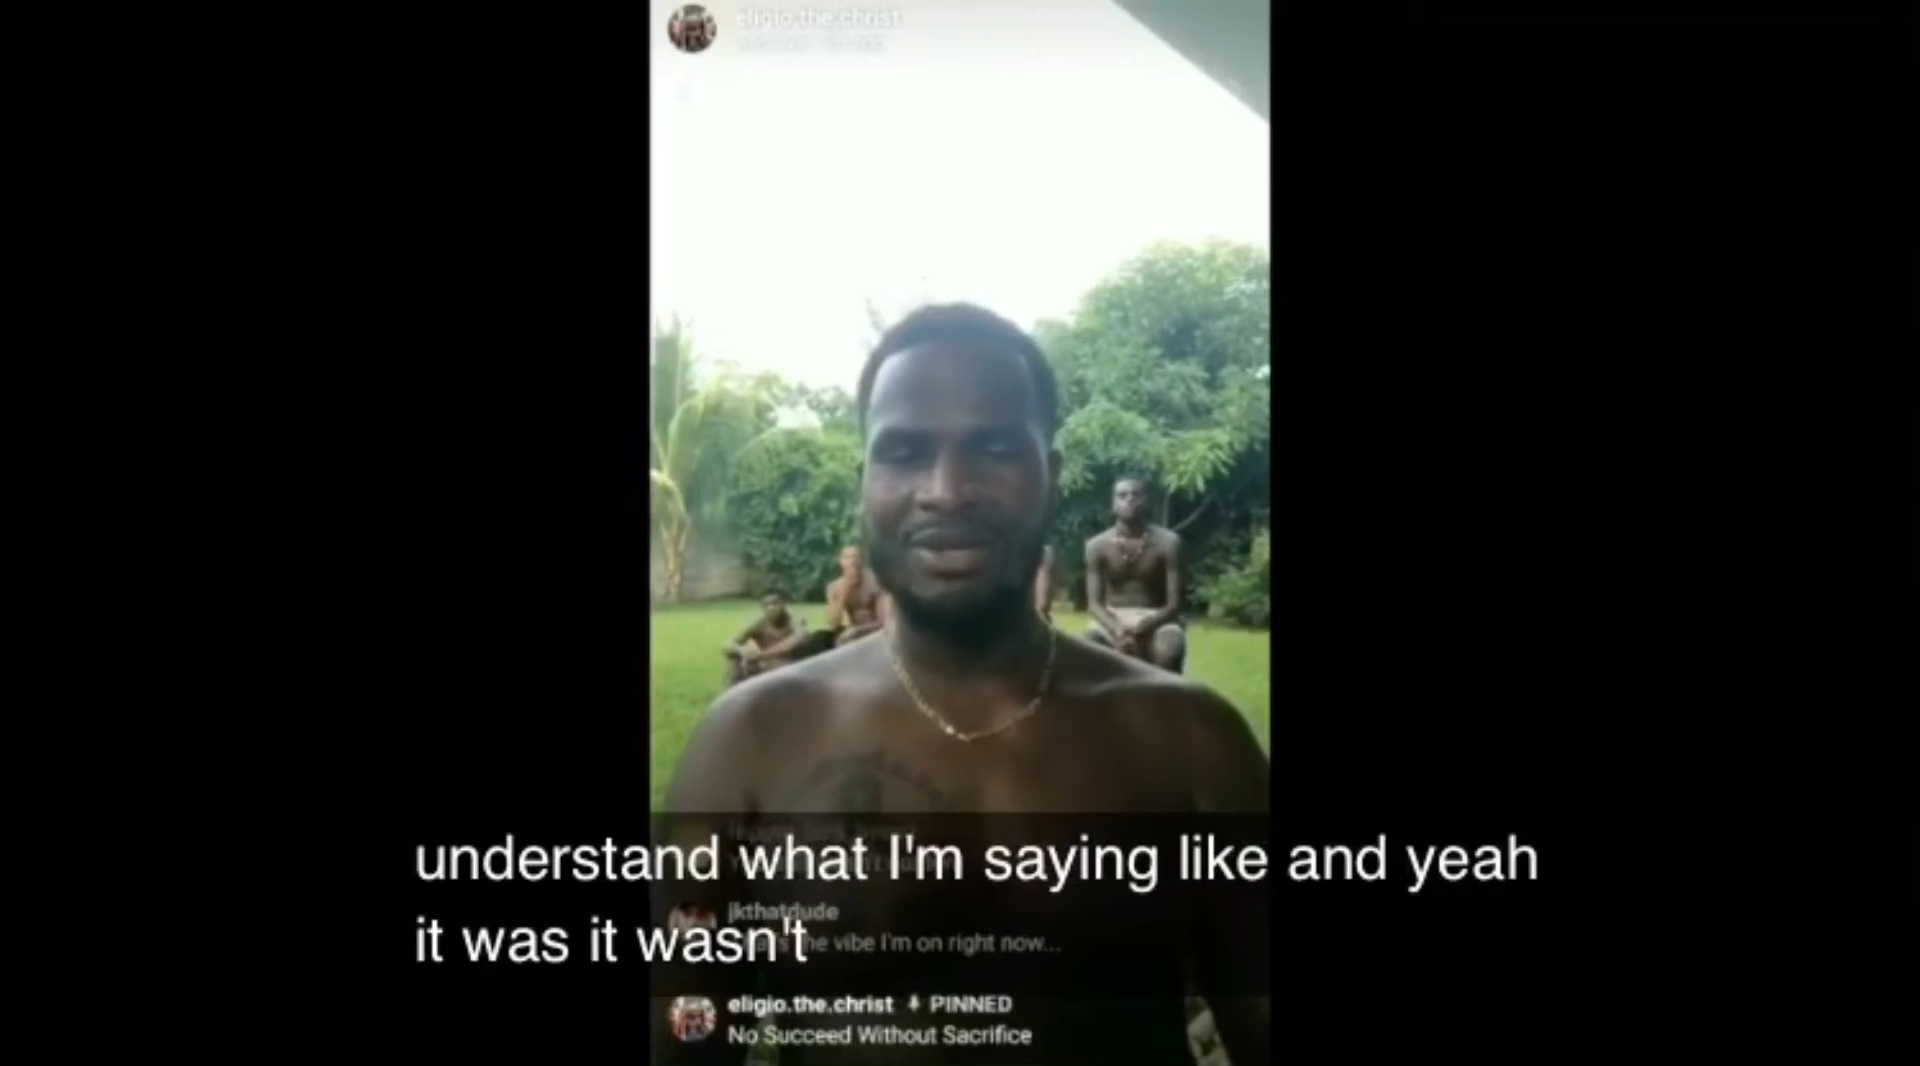 eligio.the.christ
understand what I'm saying like and yeah
jkthatdude
it was it wasn't
the vibe I'm on right now...
eligio.the.christ PINNED
No Succeed Without Sacrifice